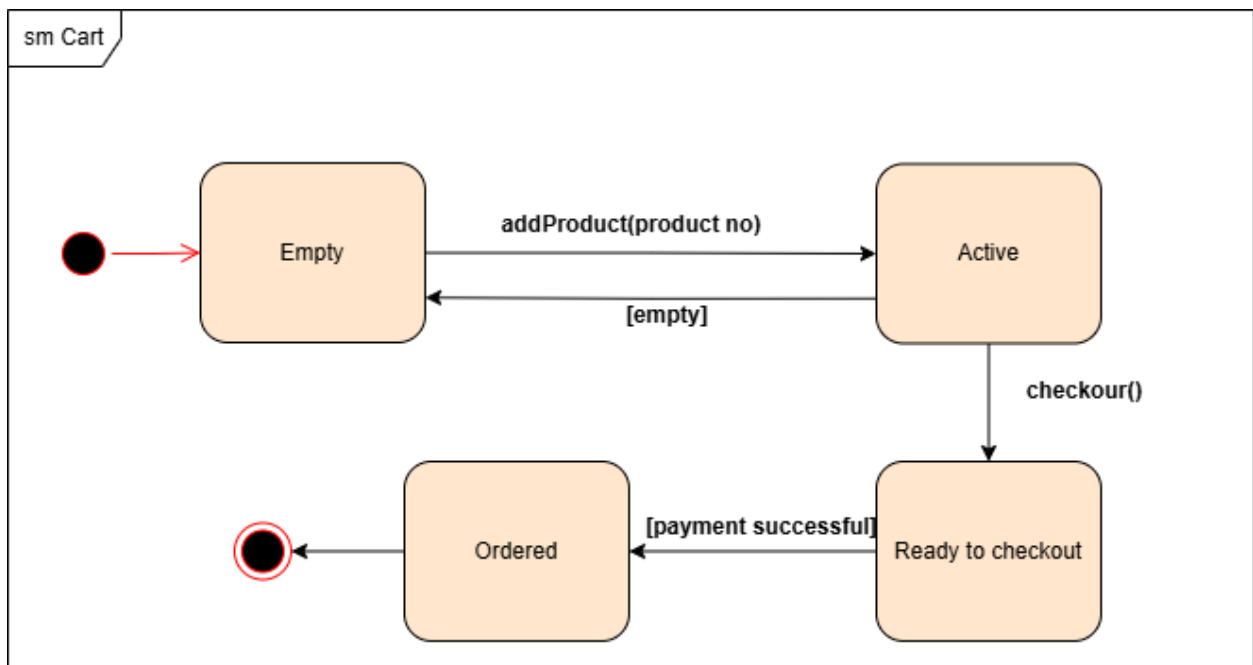 sm Cart
addProduct(product no)
Empty
Active
[empty]
checkour()
[payment successful]
Ordered
Ready to checkout